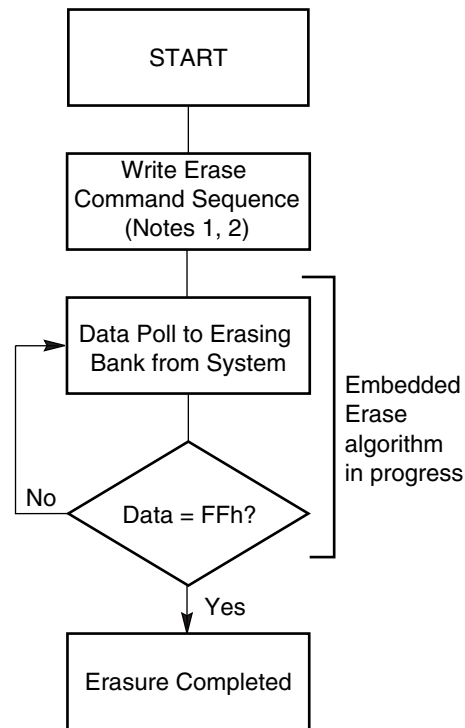 START
Write Erase
Command Sequence
(Notes 1, 2)
Data Poll to Erasing
Bank from System
Embedded
Erase
algorithm
in progress
No
Data = FFh?
Yes
Erasure Completed